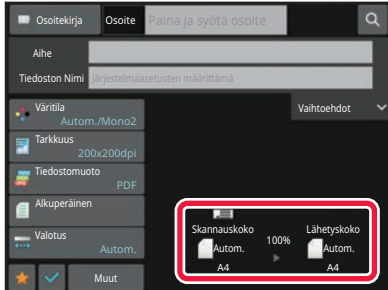 Osoitekirja Osoite Paina ja syötä osoite
Aihe
Tiedoston Nimi Järjestelmäasetusten määrittämä
Väritila
Autom./Mono2
Vaihtoehdot
Tarkkuus
200x200dpi
Tiedostomuoto
PDF
Alkuperäinen
Valotus
Autom.
Skannauskoko 100% Lähetyskoko
Autom. Autom.
A4 A4
Muut